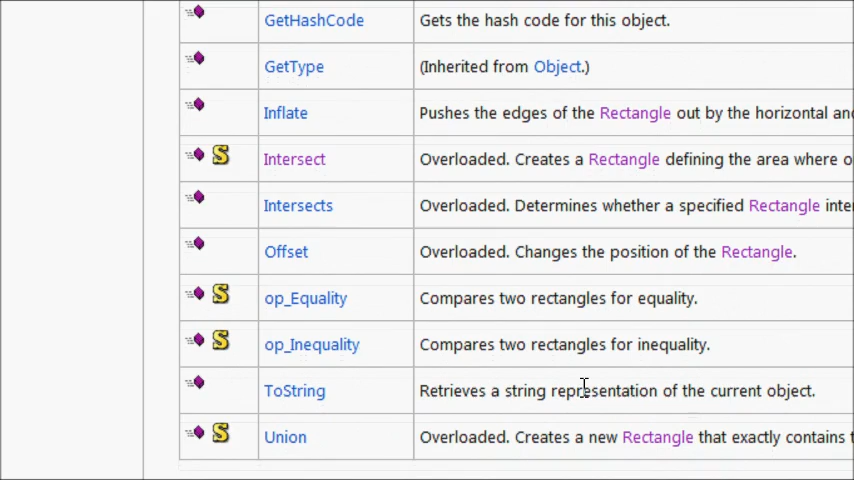 GetHashCode Gets the hash code for this object.
GetType (Inherited from Object.)
Inflate Pushes the edges of the Rectangle out by the horizontal
S Intersect Overloaded. Creates a Rectangle defining the area where
Intersects Overloaded. Determines whether a specified Rectangle
Offset Overloaded. Changes the position of the Rectangle.
S op_Equality Compares two rectangles for equality.
S op_Inequality Compares two rectangles for inequality.
ToString Retrieves a string representation of the current object.
S Union Overloaded. Creates a new Rectangle that exactly contains